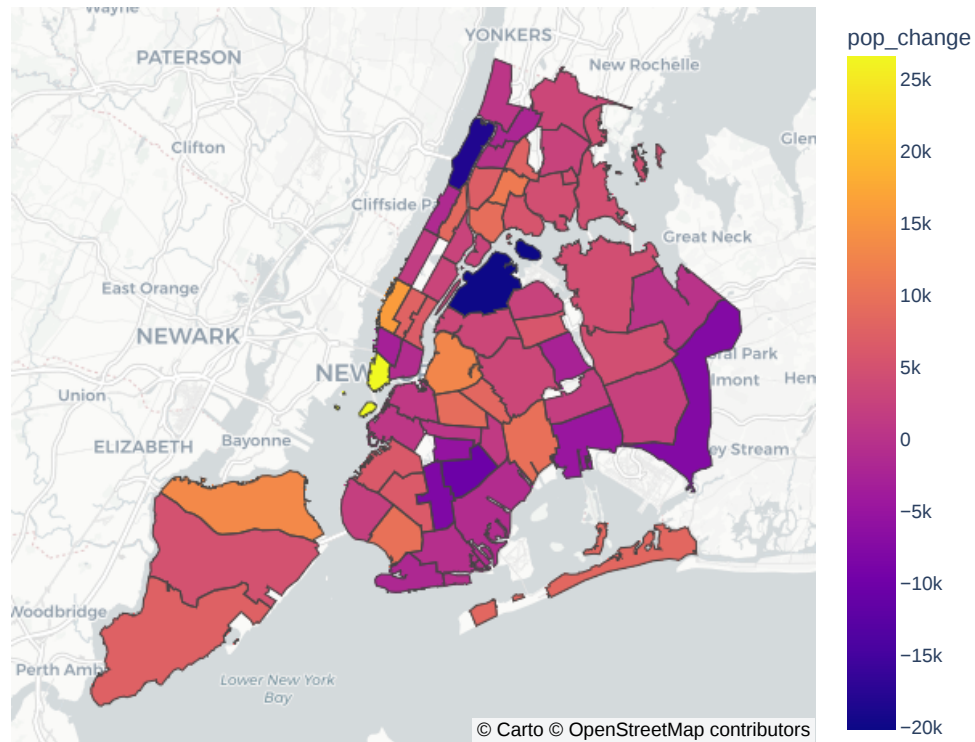 Wayne
YONKERS
PATERSON
New Rochelle
pop_change
25k
Glen
Clifton
20k
Cliffside P
15k
Great Neck
East Orange
10k
NEWARK
ral Park
NEW
lmont
Hem
5k
Union
0
ELIZABETH
Bayonne
ey Stream
−5k
−10k
Woodbridge
−15k
Perth Amb
Lower New York
Bay
© Carto © OpenStreetMap contributors
−20k